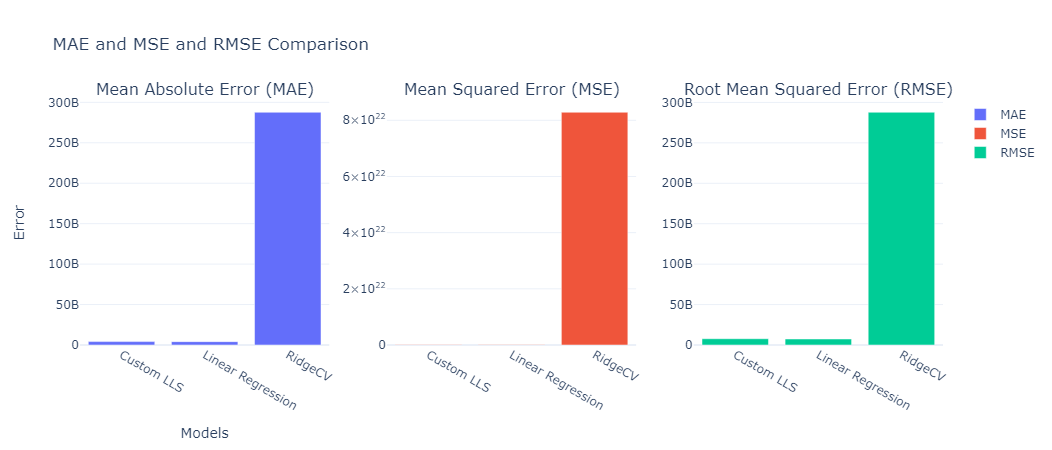 MAE and MSE and RMSE Comparison
Mean Absolute Error (MAE)
Mean Squared Error (MSE)
Root Mean Squared Error (RMSE)
300B
250B
200B
150B
100B
50B
0
Error
Custom LLS
Linear Regression
RidgeCV
Models
8×10²²
6×10²²
4×10²²
2×10²²
0
Custom LLS
Linear Regression
RidgeCV
300B
250B
200B
150B
100B
50B
0
Custom LLS
Linear Regression
RidgeCV
MAE
MSE
RMSE